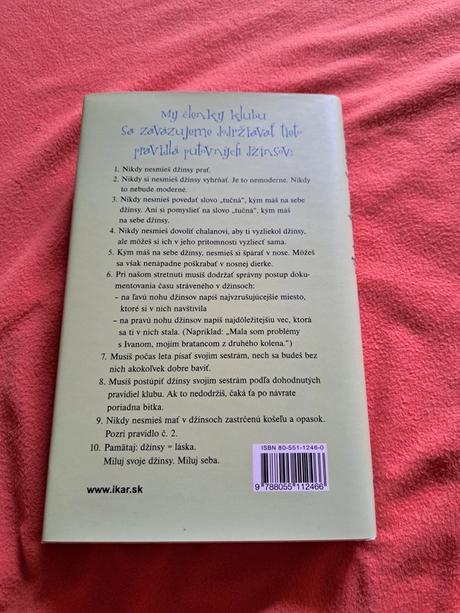 My členky klubu
sa zaväzujeme dodržiavať tieto
pravidlá putovných džínsov:
1. Nikdy nesmieš džínsy prať.
2. Nikdy si nesmieš džínsy vyhŕňať. Je to nemoderné. Nikdy
to nebude moderné.
3. Nikdy nesmieš povedať slovo „tučná“, kým máš na sebe
džínsy. Ani si pomyslieť na slovo „tučná“, kým máš
na sebe džínsy.
4. Nikdy nesmieš dovoliť chalanovi, aby ti vyzliekol džínsy,
ale môžeš si ich v jeho prítomnosti vyzliecť sama.
5. Kým máš na sebe džínsy, nesmieš si špárať v nose. Môžeš
sa však nenápadne poškrabať v nosnej dierke.
6. Pri našom stretnutí musíš dodržať správny postup doku-
mentovania času stráveného v džínsoch:
– na ľavú nohu džínsov napíš najvzrušujúcejšie miesto,
ktoré si v nich navštívila
– na pravú nohu džínsov napíš najdôležitejšiu vec, ktorá
sa ti v nich stala. (Napríklad: „Mala som problémy
s Ivanom, mojím bratancom z druhého kolena.“)
7. Musíš počas leta písať svojim sestrám, nech sa budeš bez
nich akokoľvek dobre baviť.
8. Musíš postúpiť džínsy svojim sestrám podľa dohodnutých
pravidiel klubu. Ak to nedodržíš, čaká ťa po návrate
poriadna bitka.
9. Nikdy nesmieš mať v džínsoch zastrčenú košeľu a opasok.
Pozri pravidlo č. 2.
10. Pamätaj: džínsy = láska.
Miluj svoje džínsy. Miluj seba.
ISBN 80-551-1246-0
9 788055 112466
www.ikar.sk